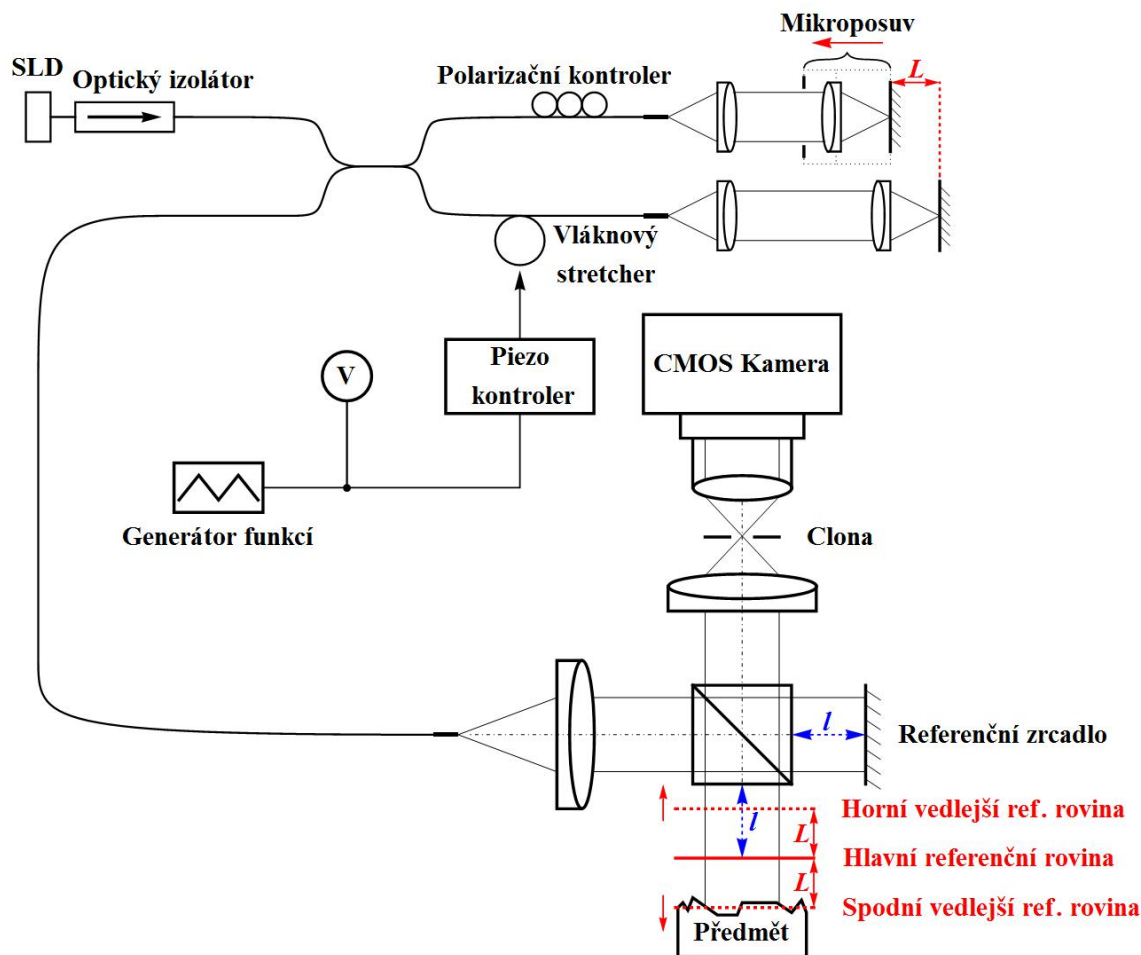 Mikroposuv
SLD
Optický izolátor
Polarizační kontroler
L
Vláknový
stretcher
V
Piezo
kontroler
CMOS Kamera
Generátor funkcí
Clona
l
Referenční zrcadlo
Horní vedlejší ref. rovina
l
L
Hlavní referenční rovina
L
Spodní vedlejší ref. rovina
Předmět